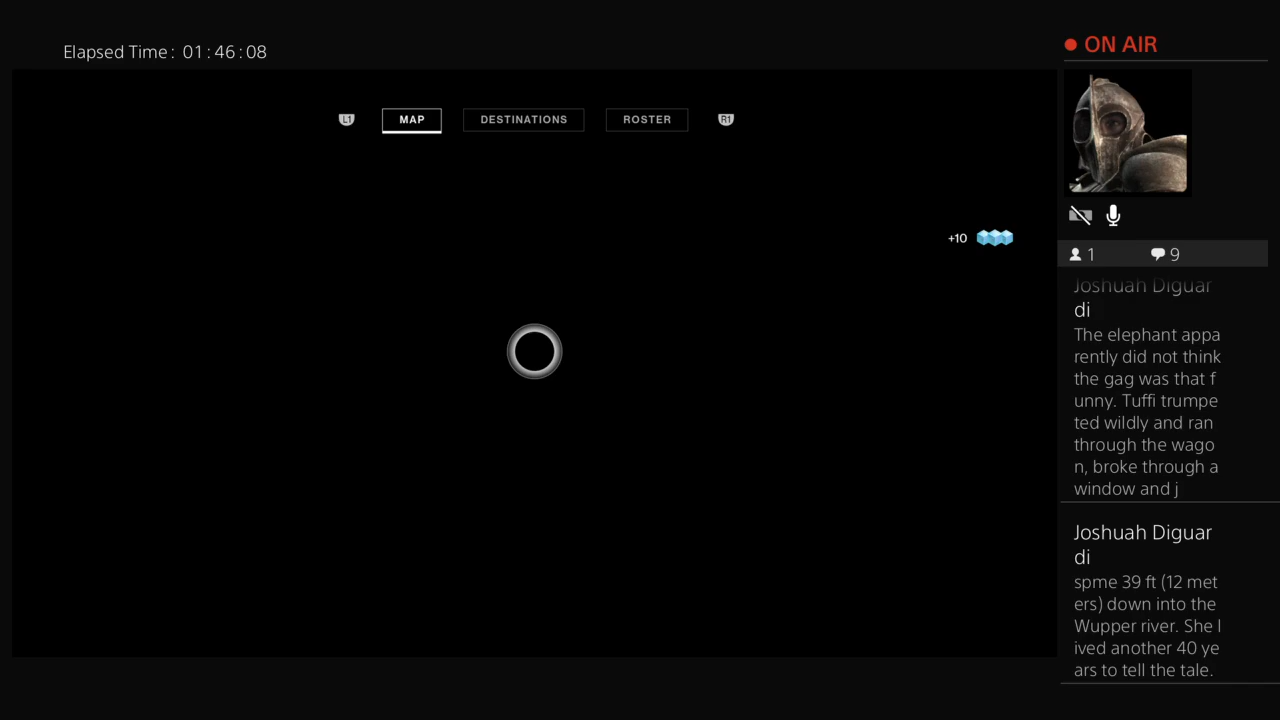 Elapsed Time: 01:46:08
ON AIR
L1
MAP
DESTINATIONS
ROSTER
R1
+10
1
9
Joshuah Diguar
di
The elephant appa
rently did not think
the gag was that f
unny. Tuffi trumpe
ted wildly and ran
through the wago
n, broke through a
window and j
Joshuah Diguar
di
spme 39 ft (12 met
ers) down into the
Wupper river. She l
ived another 40 ye
ars to tell the tale.